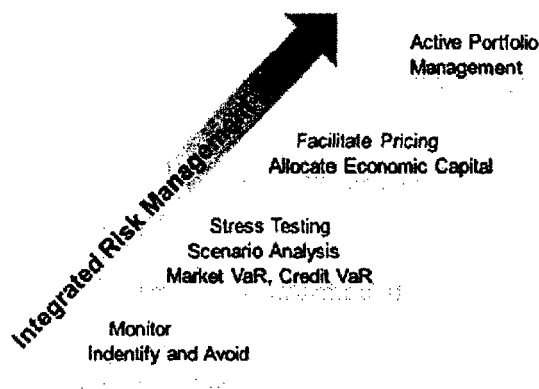 Active Portfolio
Management
Facilitate Pricing
Allocate Economic Capital
Stress Testing
Scenario Analysis
Market VaR, Credit VaR
Monitor
Indentify and Avoid
Integrated Risk Management